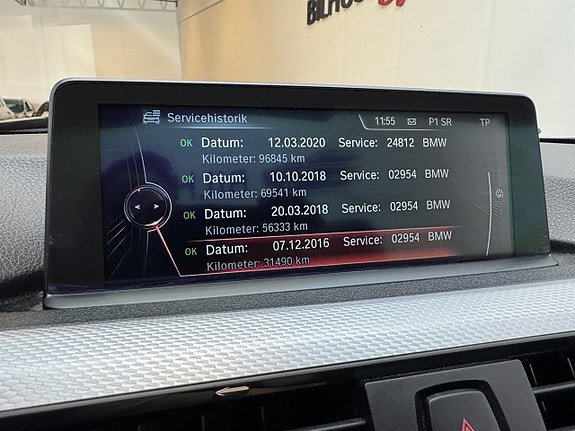 Servicehistorik 11:55 P1 SR TP
OK Datum: 12.03.2020 Service: 24812 BMW
Kilometer: 96845 km
OK Datum: 10.10.2018 Service: 02954 BMW
Kilometer: 69541 km
OK Datum: 20.03.2018 Service: 02954 BMW
Kilometer: 56333 km
OK Datum: 07.12.2016 Service: 02954 BMW
Kilometer: 31490 km